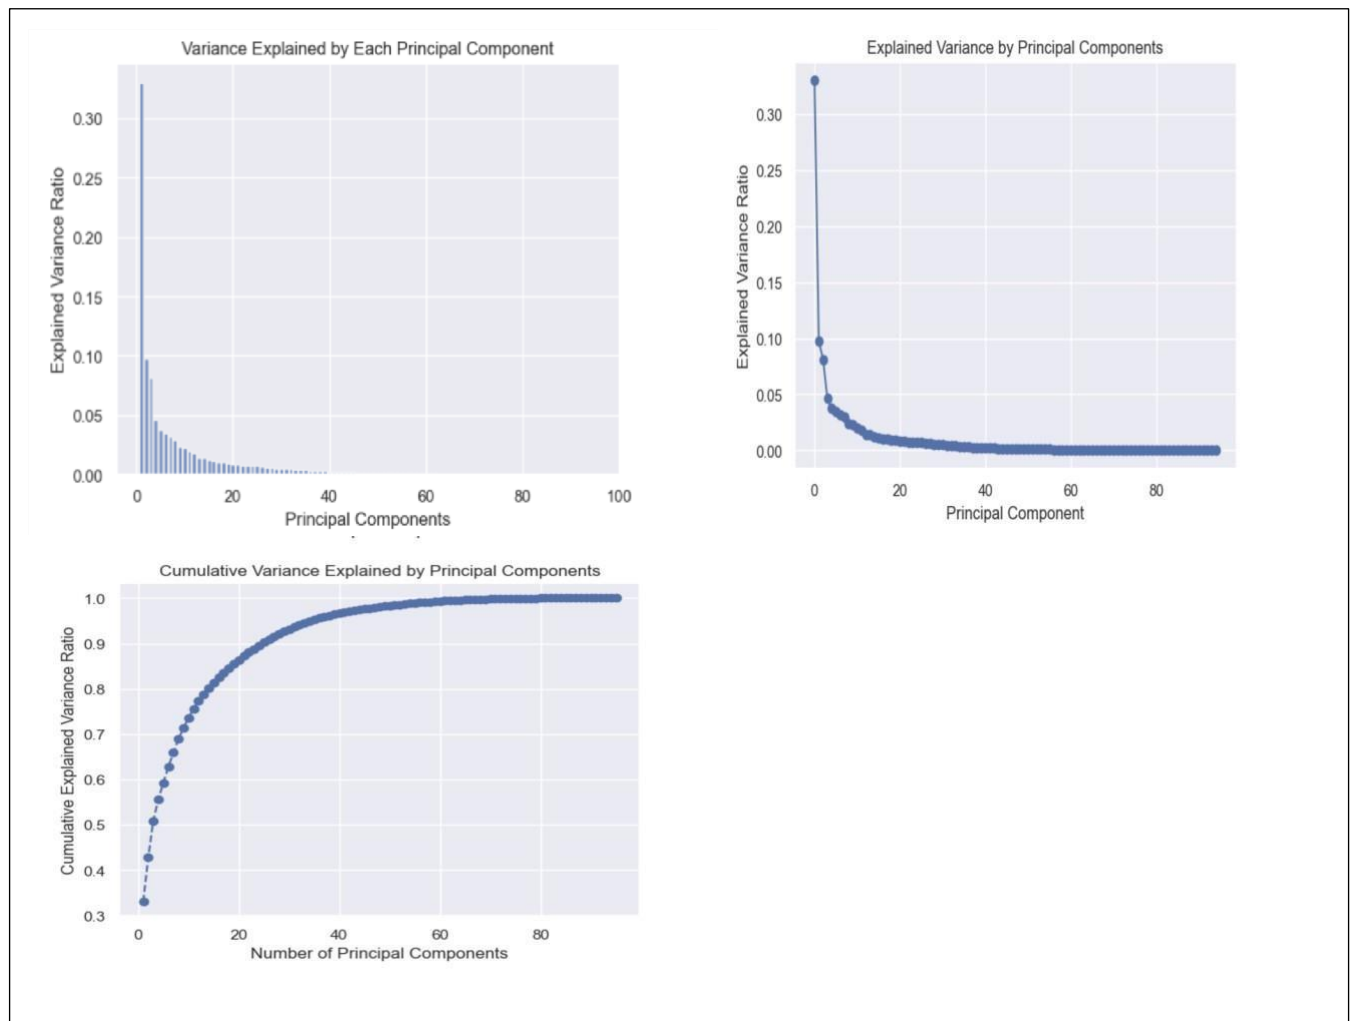 Variance Explained by Each Principal Component
0.30
0.25
0.20
0.15
0.10
0.05
0.00
Explained Variance Ratio
0 20 40 60 80 100
Principal Components
Explained Variance by Principal Components
0.30
0.25
0.20
0.15
0.10
0.05
0.00
Explained Variance Ratio
0 20 40 60 80
Principal Component
Cumulative Variance Explained by Principal Components
1.0
0.9
0.8
0.7
0.6
0.5
0.4
0.3
Cumulative Explained Variance Ratio
0 20 40 60 80
Number of Principal Components